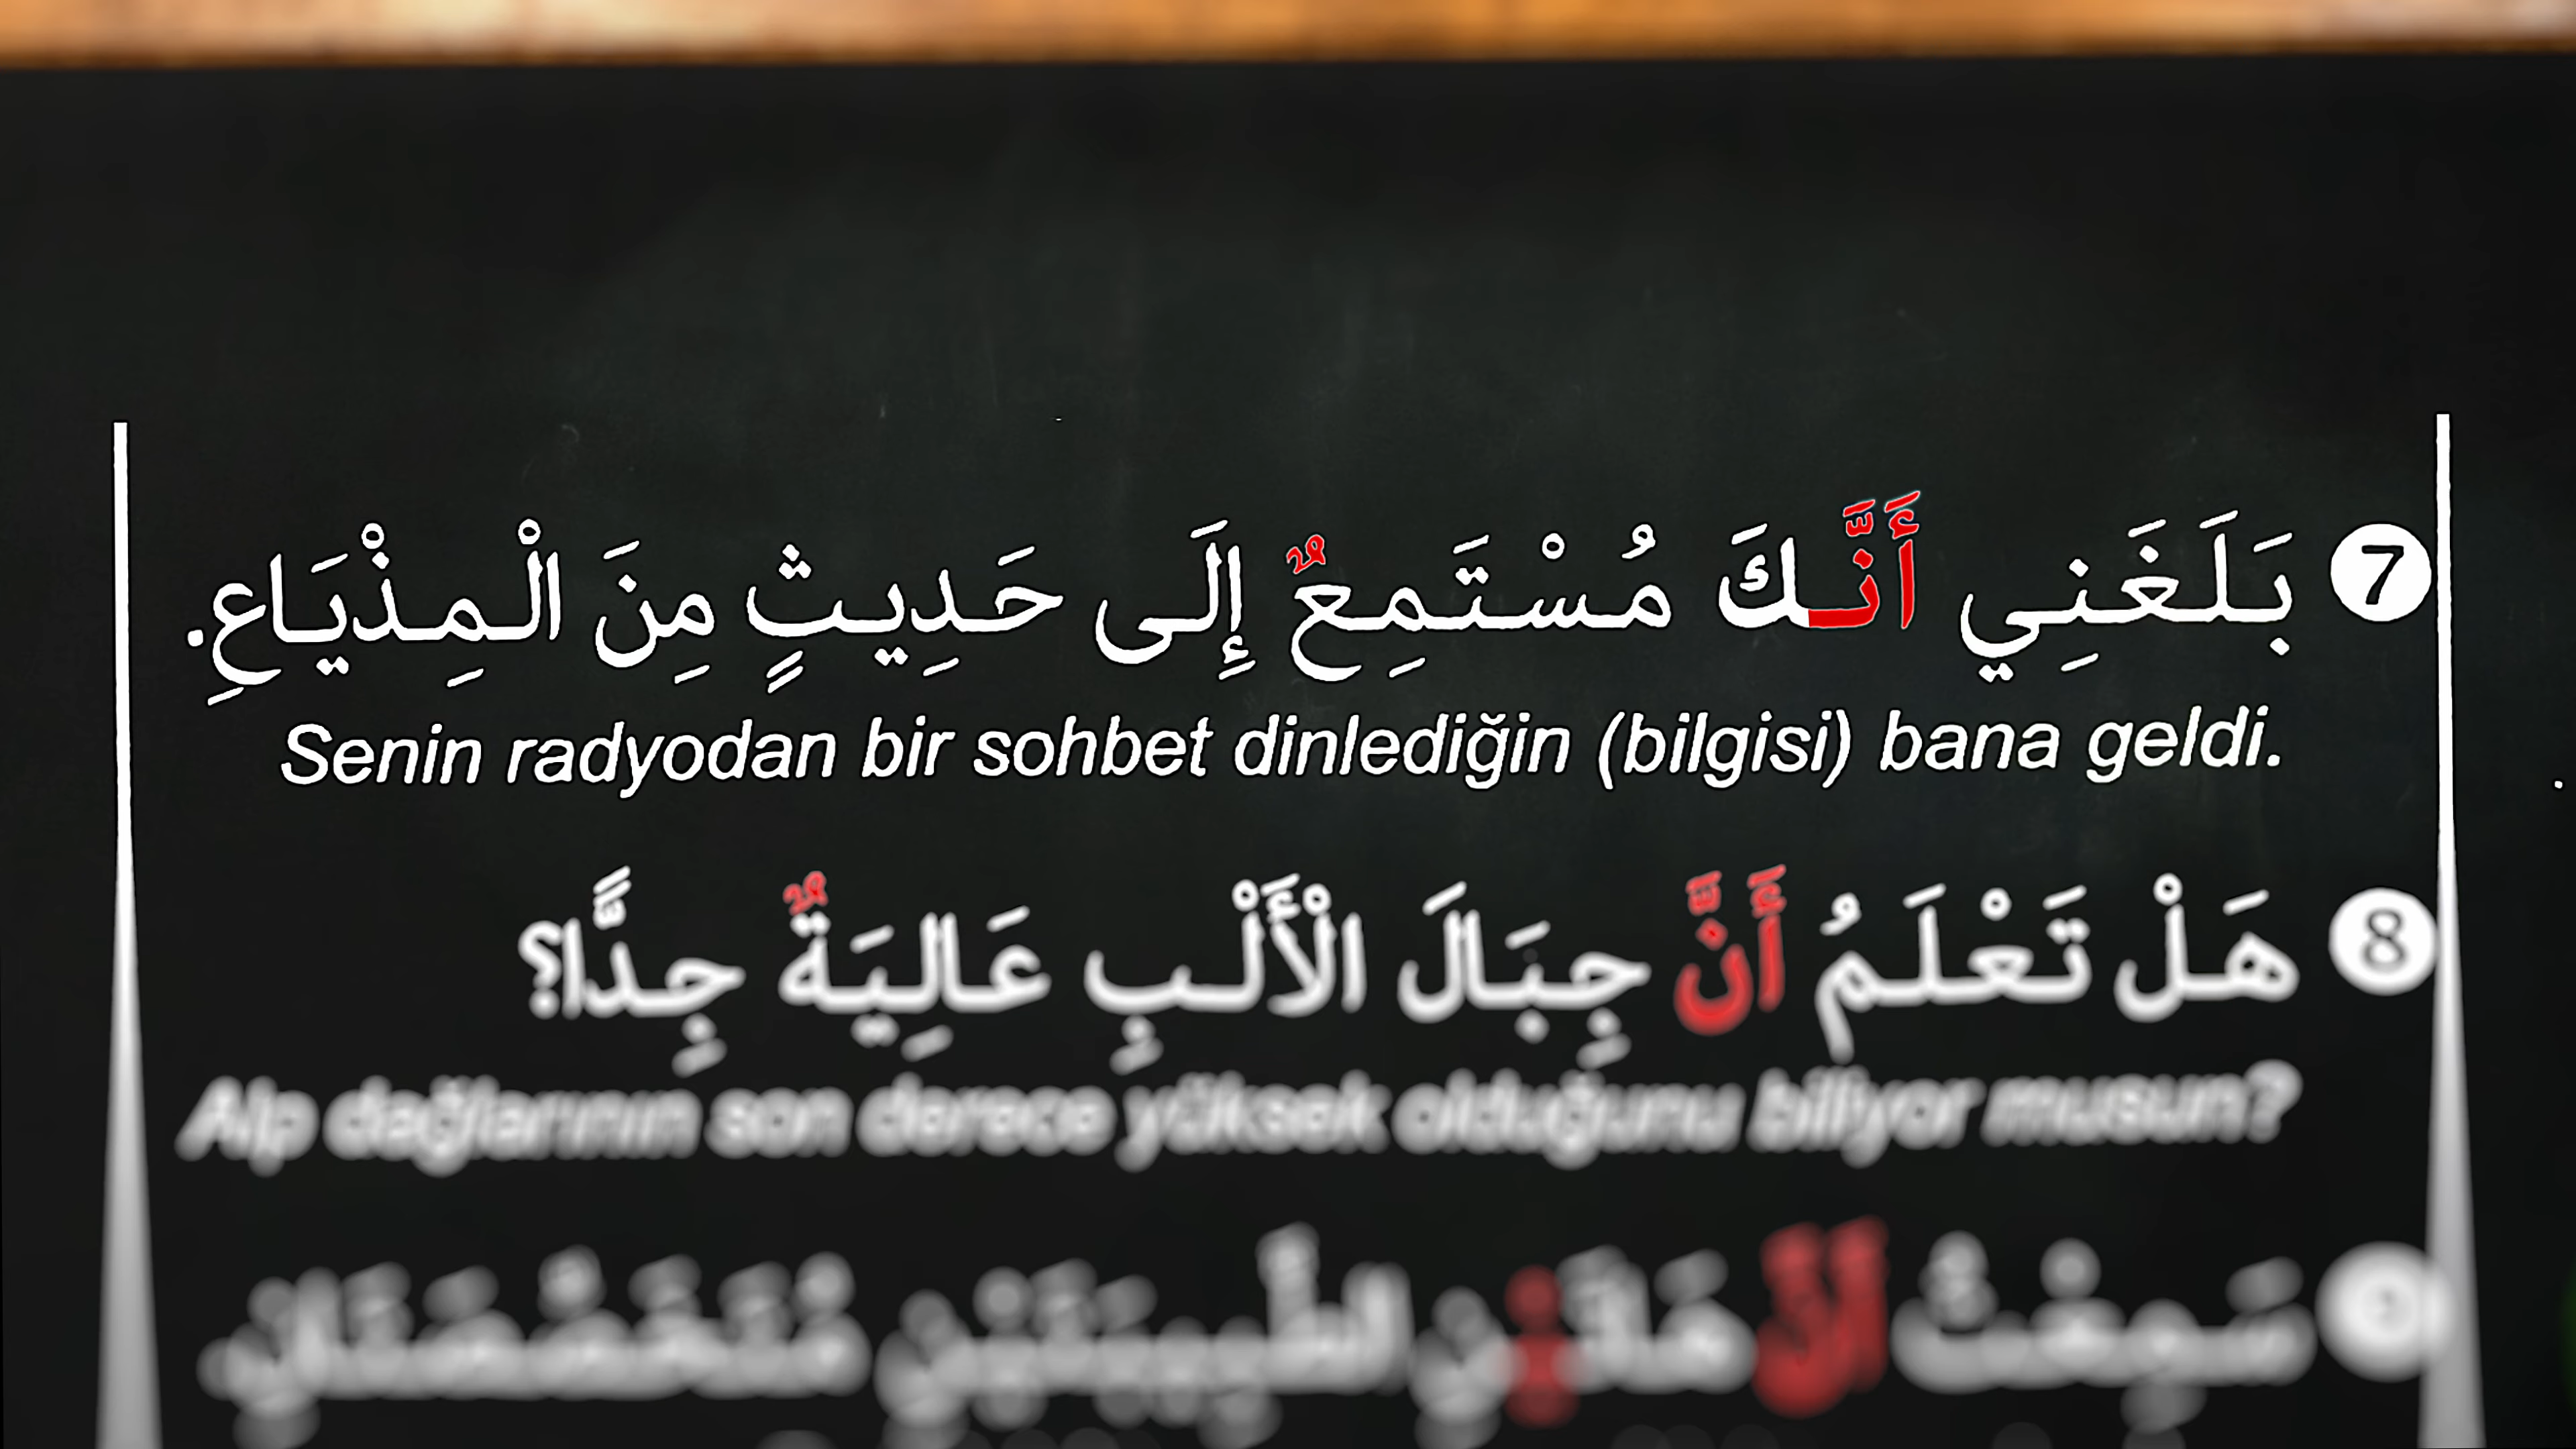 7 بَلَغَنِي أَنَّكَ مُسْتَمِعٌ إِلَى حَدِيثٍ مِنَ الْمِذْيَاعِ.
Senin radyodan bir sohbet dinlediğin (bilgisi) bana geldi.
8 هَلْ تَعْلَمُ أَنَّ جِبَالَ الْأَلْبِ عَالِيَةٌ جِدًّا؟
Alp dağlarının son derece yüksek olduğunu biliyor musun?
سَمِعْتُ أَنَّ